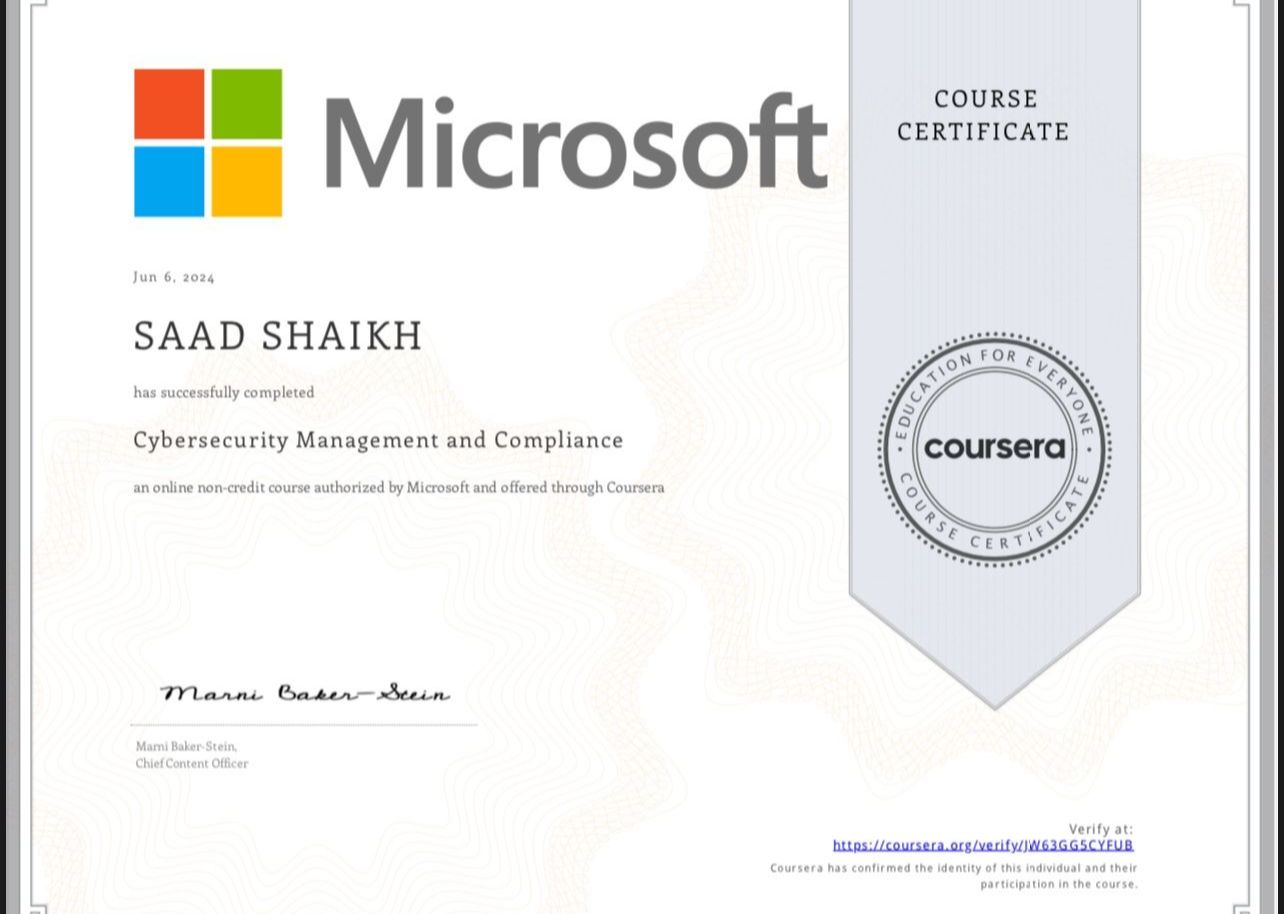 Microsoft
COURSE
CERTIFICATE
Jun 6, 2024
SAAD SHAIKH
has successfully completed
Cybersecurity Management and Compliance
an online non-credit course authorized by Microsoft and offered through Coursera
EDUCATION FOR EVERYONE
coursera
COURSE CERTIFICATE
Marni Baker-Stein
Marni Baker-Stein,
Chief Content Officer
Verify at:
https://coursera.org/verify/JW63GG5CYFUB
Coursera has confirmed the identity of this individual and their
participation in the course.